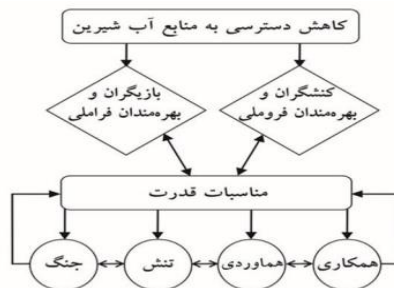 کاهش دسترسی به منابع آب شیرین
کنشگران و
بهره‌مندان فروملی
بازیگران و
بهره‌مندان فراملی
مناسبات قدرت
همکاری
هماوردی
تنش
جنگ